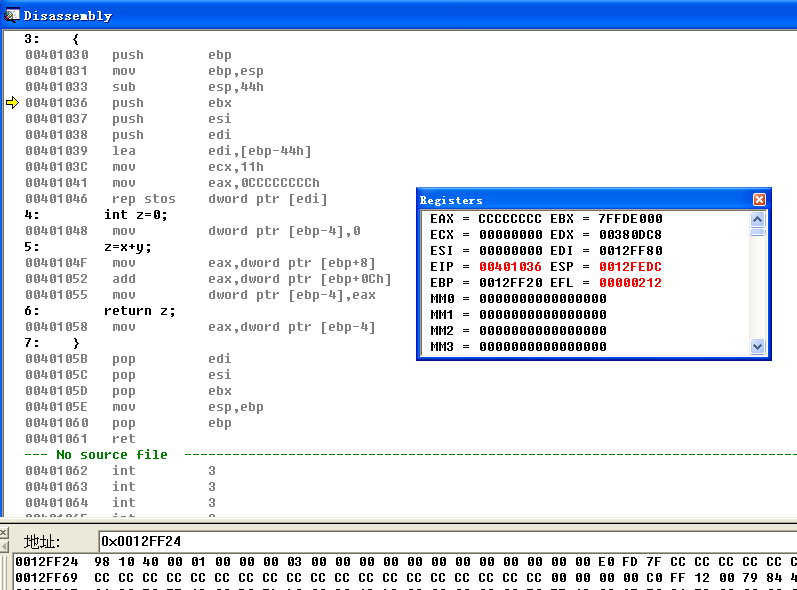 Disassembly
3: {
00401030 push ebp
00401031 mov ebp,esp
00401033 sub esp,44h
00401036 push ebx
00401037 push esi
00401038 push edi
00401039 lea edi,[ebp-44h]
0040103C mov ecx,11h
00401041 mov eax,0CCCCCCCCh
00401046 rep stos dword ptr [edi]
4: int z=0;
00401048 mov dword ptr [ebp-4],0
5: z=x+y;
0040104F mov eax,dword ptr [ebp+8]
00401052 add eax,dword ptr [ebp+0Ch]
00401055 mov dword ptr [ebp-4],eax
6: return z;
00401058 mov eax,dword ptr [ebp-4]
7: }
0040105B pop edi
0040105C pop esi
0040105D pop ebx
0040105E mov esp,ebp
00401060 pop ebp
00401061 ret
--- No source file
00401062 int 3
00401063 int 3
00401064 int 3
Registers
EAX = CCCCCCCC EBX = 7FFDE000
ECX = 00000000 EDX = 00380DC8
ESI = 00000000 EDI = 0012FF80
EIP = 00401036 ESP = 0012FEDC
EBP = 0012FF20 EFL = 00000212
MM0 = 0000000000000000
MM1 = 0000000000000000
MM2 = 0000000000000000
MM3 = 0000000000000000
地址: 0x0012FF24
0012FF24 98 10 40 00 01 00 00 00 03 00 00 00 00 00 00 00 00 00 00 00 00 E0 FD 7F CC CC CC CC CC C
0012FF69 CC CC CC CC CC CC CC CC CC CC CC CC CC CC CC CC CC CC CC 00 00 00 00 C0 FF 12 00 79 84 4